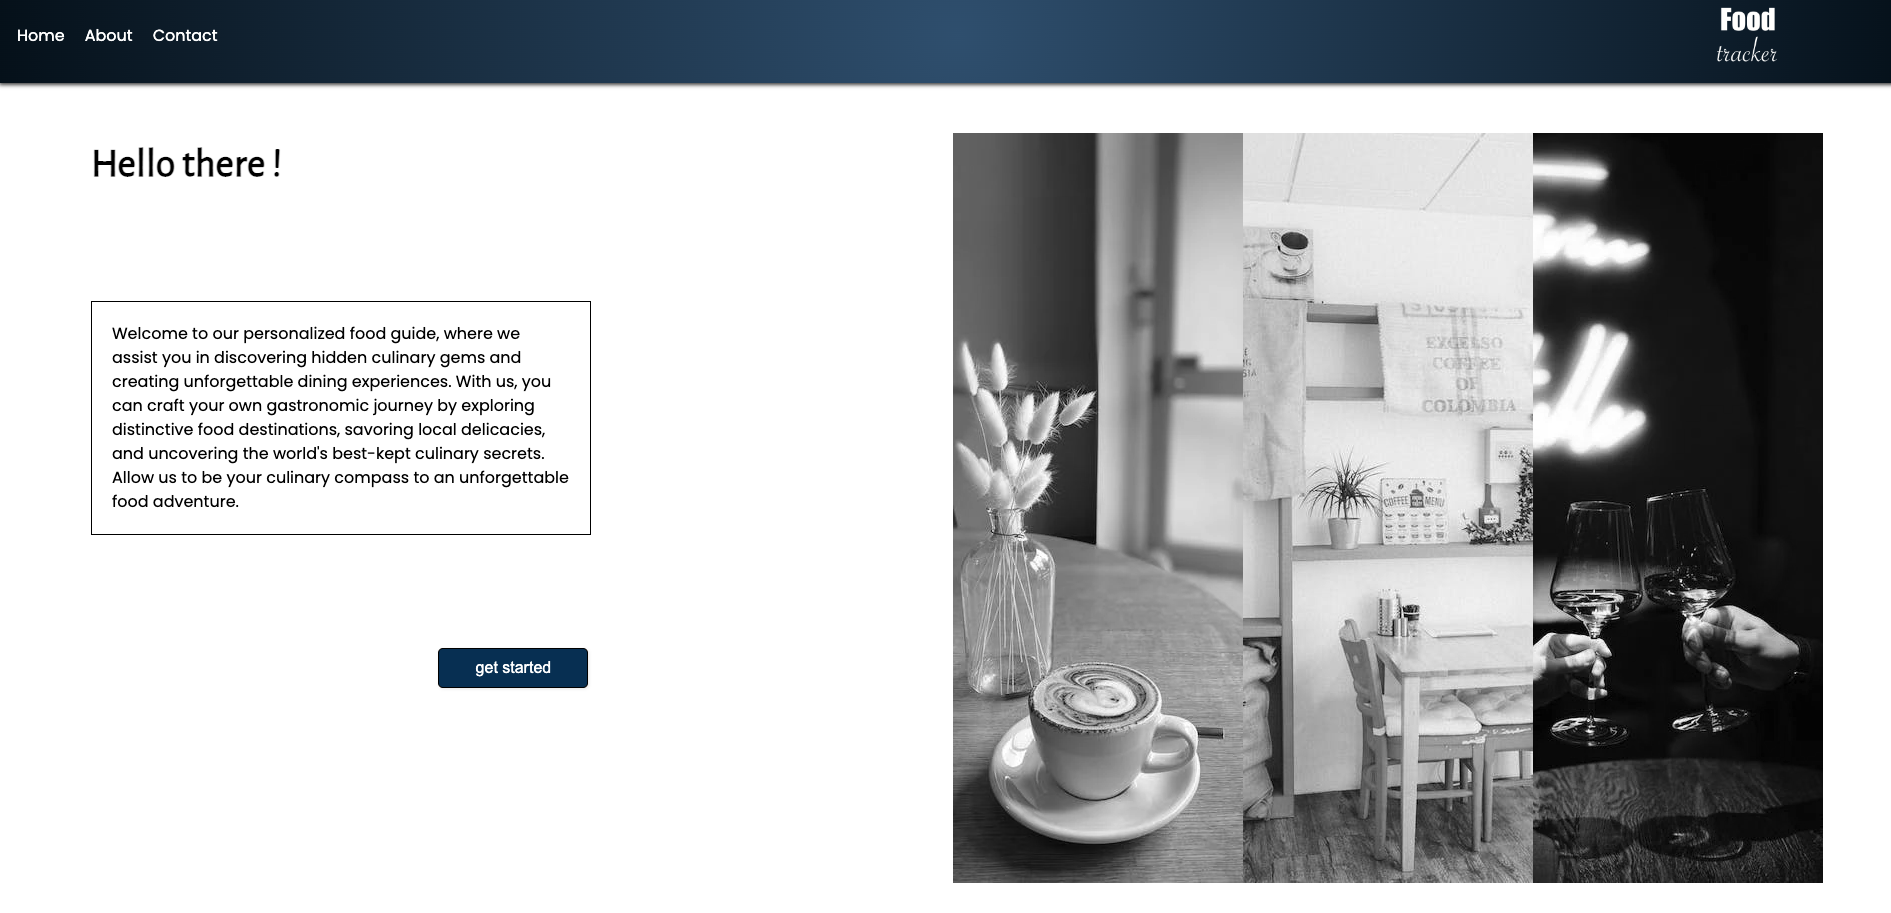 Home About Contact
Food
tracker
Hello there !
Welcome to our personalized food guide, where we
assist you in discovering hidden culinary gems and
creating unforgettable dining experiences. With us, you
can craft your own gastronomic journey by exploring
distinctive food destinations, savoring local delicacies,
and uncovering the world's best-kept culinary secrets.
Allow us to be your culinary compass to an unforgettable
food adventure.
get started
EXCELSO
COFFEE
OF
COLOMBIA
COFFEE MENU